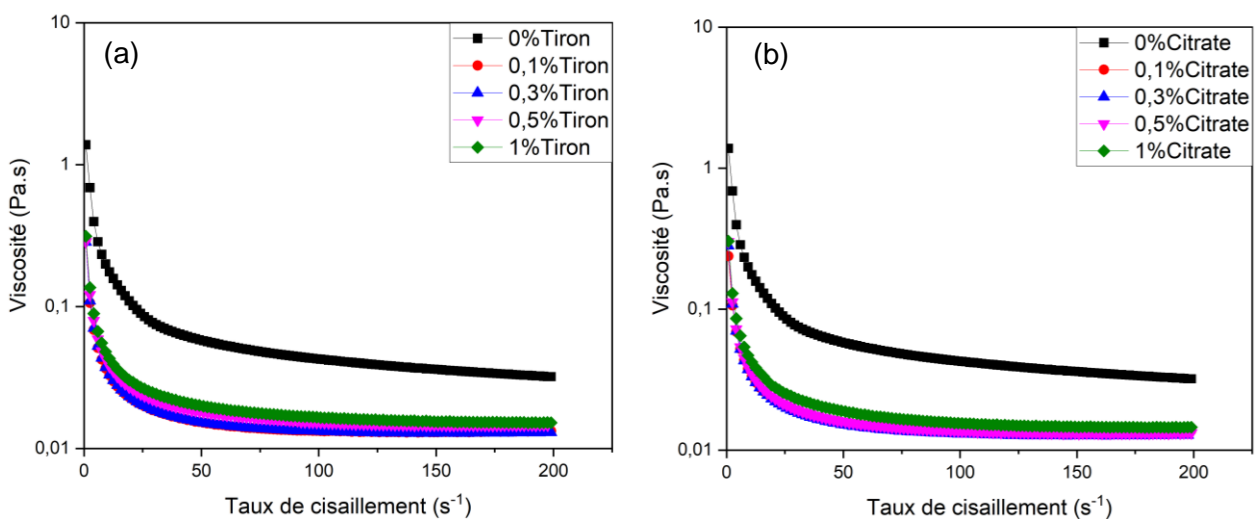 (a)
0%Tiron
0,1%Tiron
0,3%Tiron
0,5%Tiron
1%Tiron
10
1
0,1
0,01
Viscosité (Pa.s)
0
50
100
150
200
Taux de cisaillement (s⁻¹)
(b)
0%Citrate
0,1%Citrate
0,3%Citrate
0,5%Citrate
1%Citrate
10
1
0,1
0,01
Viscosité (Pa.s)
0
50
100
150
200
Taux de cisaillement (s⁻¹)